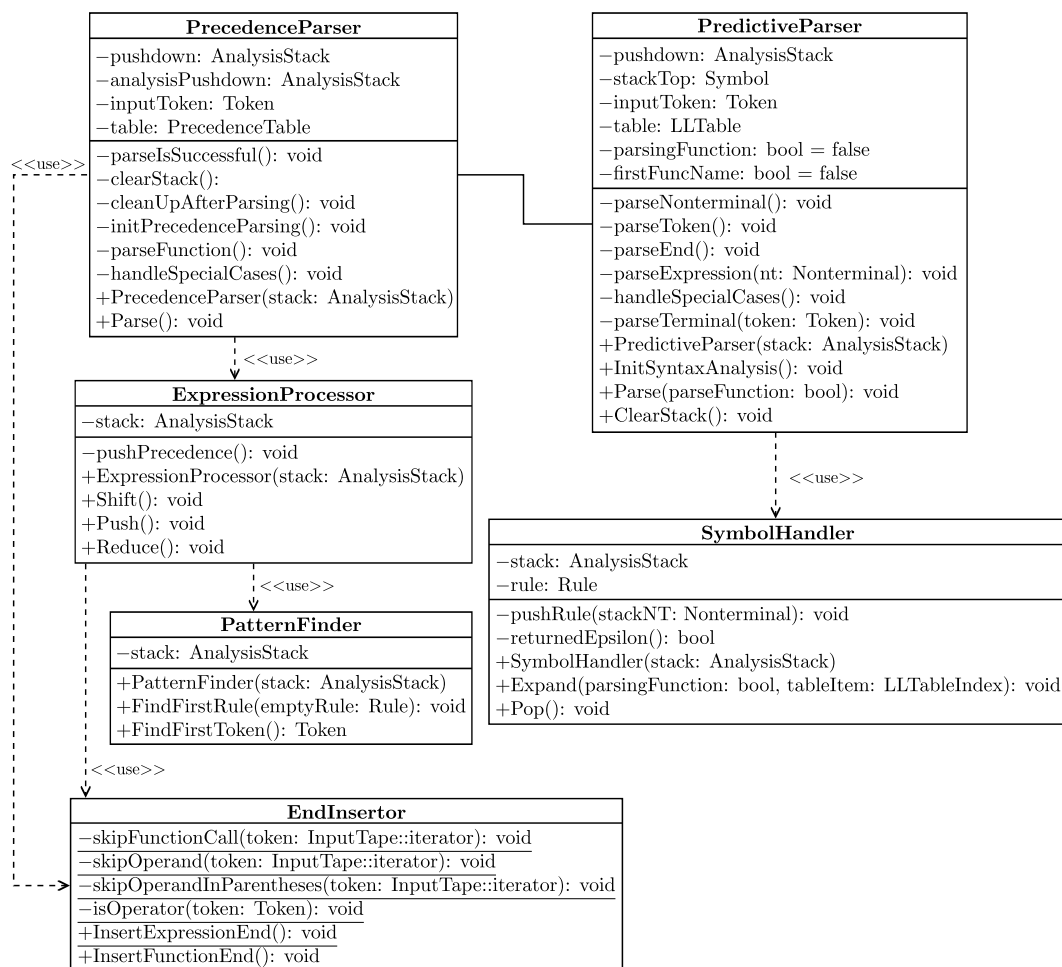 PrecedenceParser
−pushdown: AnalysisStack
−analysisPushdown: AnalysisStack
−inputToken: Token
−table: PrecedenceTable
−parseIsSuccessful(): void
−clearStack():
−cleanUpAfterParsing(): void
−initPrecedenceParsing(): void
−parseFunction(): void
−handleSpecialCases(): void
+PrecedenceParser(stack: AnalysisStack)
+Parse(): void
<<use>>
PredictiveParser
−pushdown: AnalysisStack
−stackTop: Symbol
−inputToken: Token
−table: LLTable
−parsingFunction: bool = false
−firstFuncName: bool = false
−parseNonterminal(): void
−parseToken(): void
−parseEnd(): void
−parseExpression(nt: Nonterminal): void
−handleSpecialCases(): void
−parseTerminal(token: Token): void
+PredictiveParser(stack: AnalysisStack)
+InitSyntaxAnalysis(): void
+Parse(parseFunction: bool): void
+ClearStack(): void
<<use>>
ExpressionProcessor
−stack: AnalysisStack
−pushPrecedence(): void
+ExpressionProcessor(stack: AnalysisStack)
+Shift(): void
+Push(): void
+Reduce(): void
<<use>>
SymbolHandler
−stack: AnalysisStack
−rule: Rule
−pushRule(stackNT: Nonterminal): void
−returnedEpsilon(): bool
+SymbolHandler(stack: AnalysisStack)
+Expand(parsingFunction: bool, tableItem: LLTableIndex): void
+Pop(): void
<<use>>
PatternFinder
−stack: AnalysisStack
+PatternFinder(stack: AnalysisStack)
+FindFirstRule(emptyRule: Rule): void
+FindFirstToken(): Token
<<use>>
EndInsertor
−skipFunctionCall(token: InputTape::iterator): void
−skipOperand(token: InputTape::iterator): void
−skipOperandInParentheses(token: InputTape::iterator): void
−isOperator(token: Token): void
+InsertExpressionEnd(): void
+InsertFunctionEnd(): void